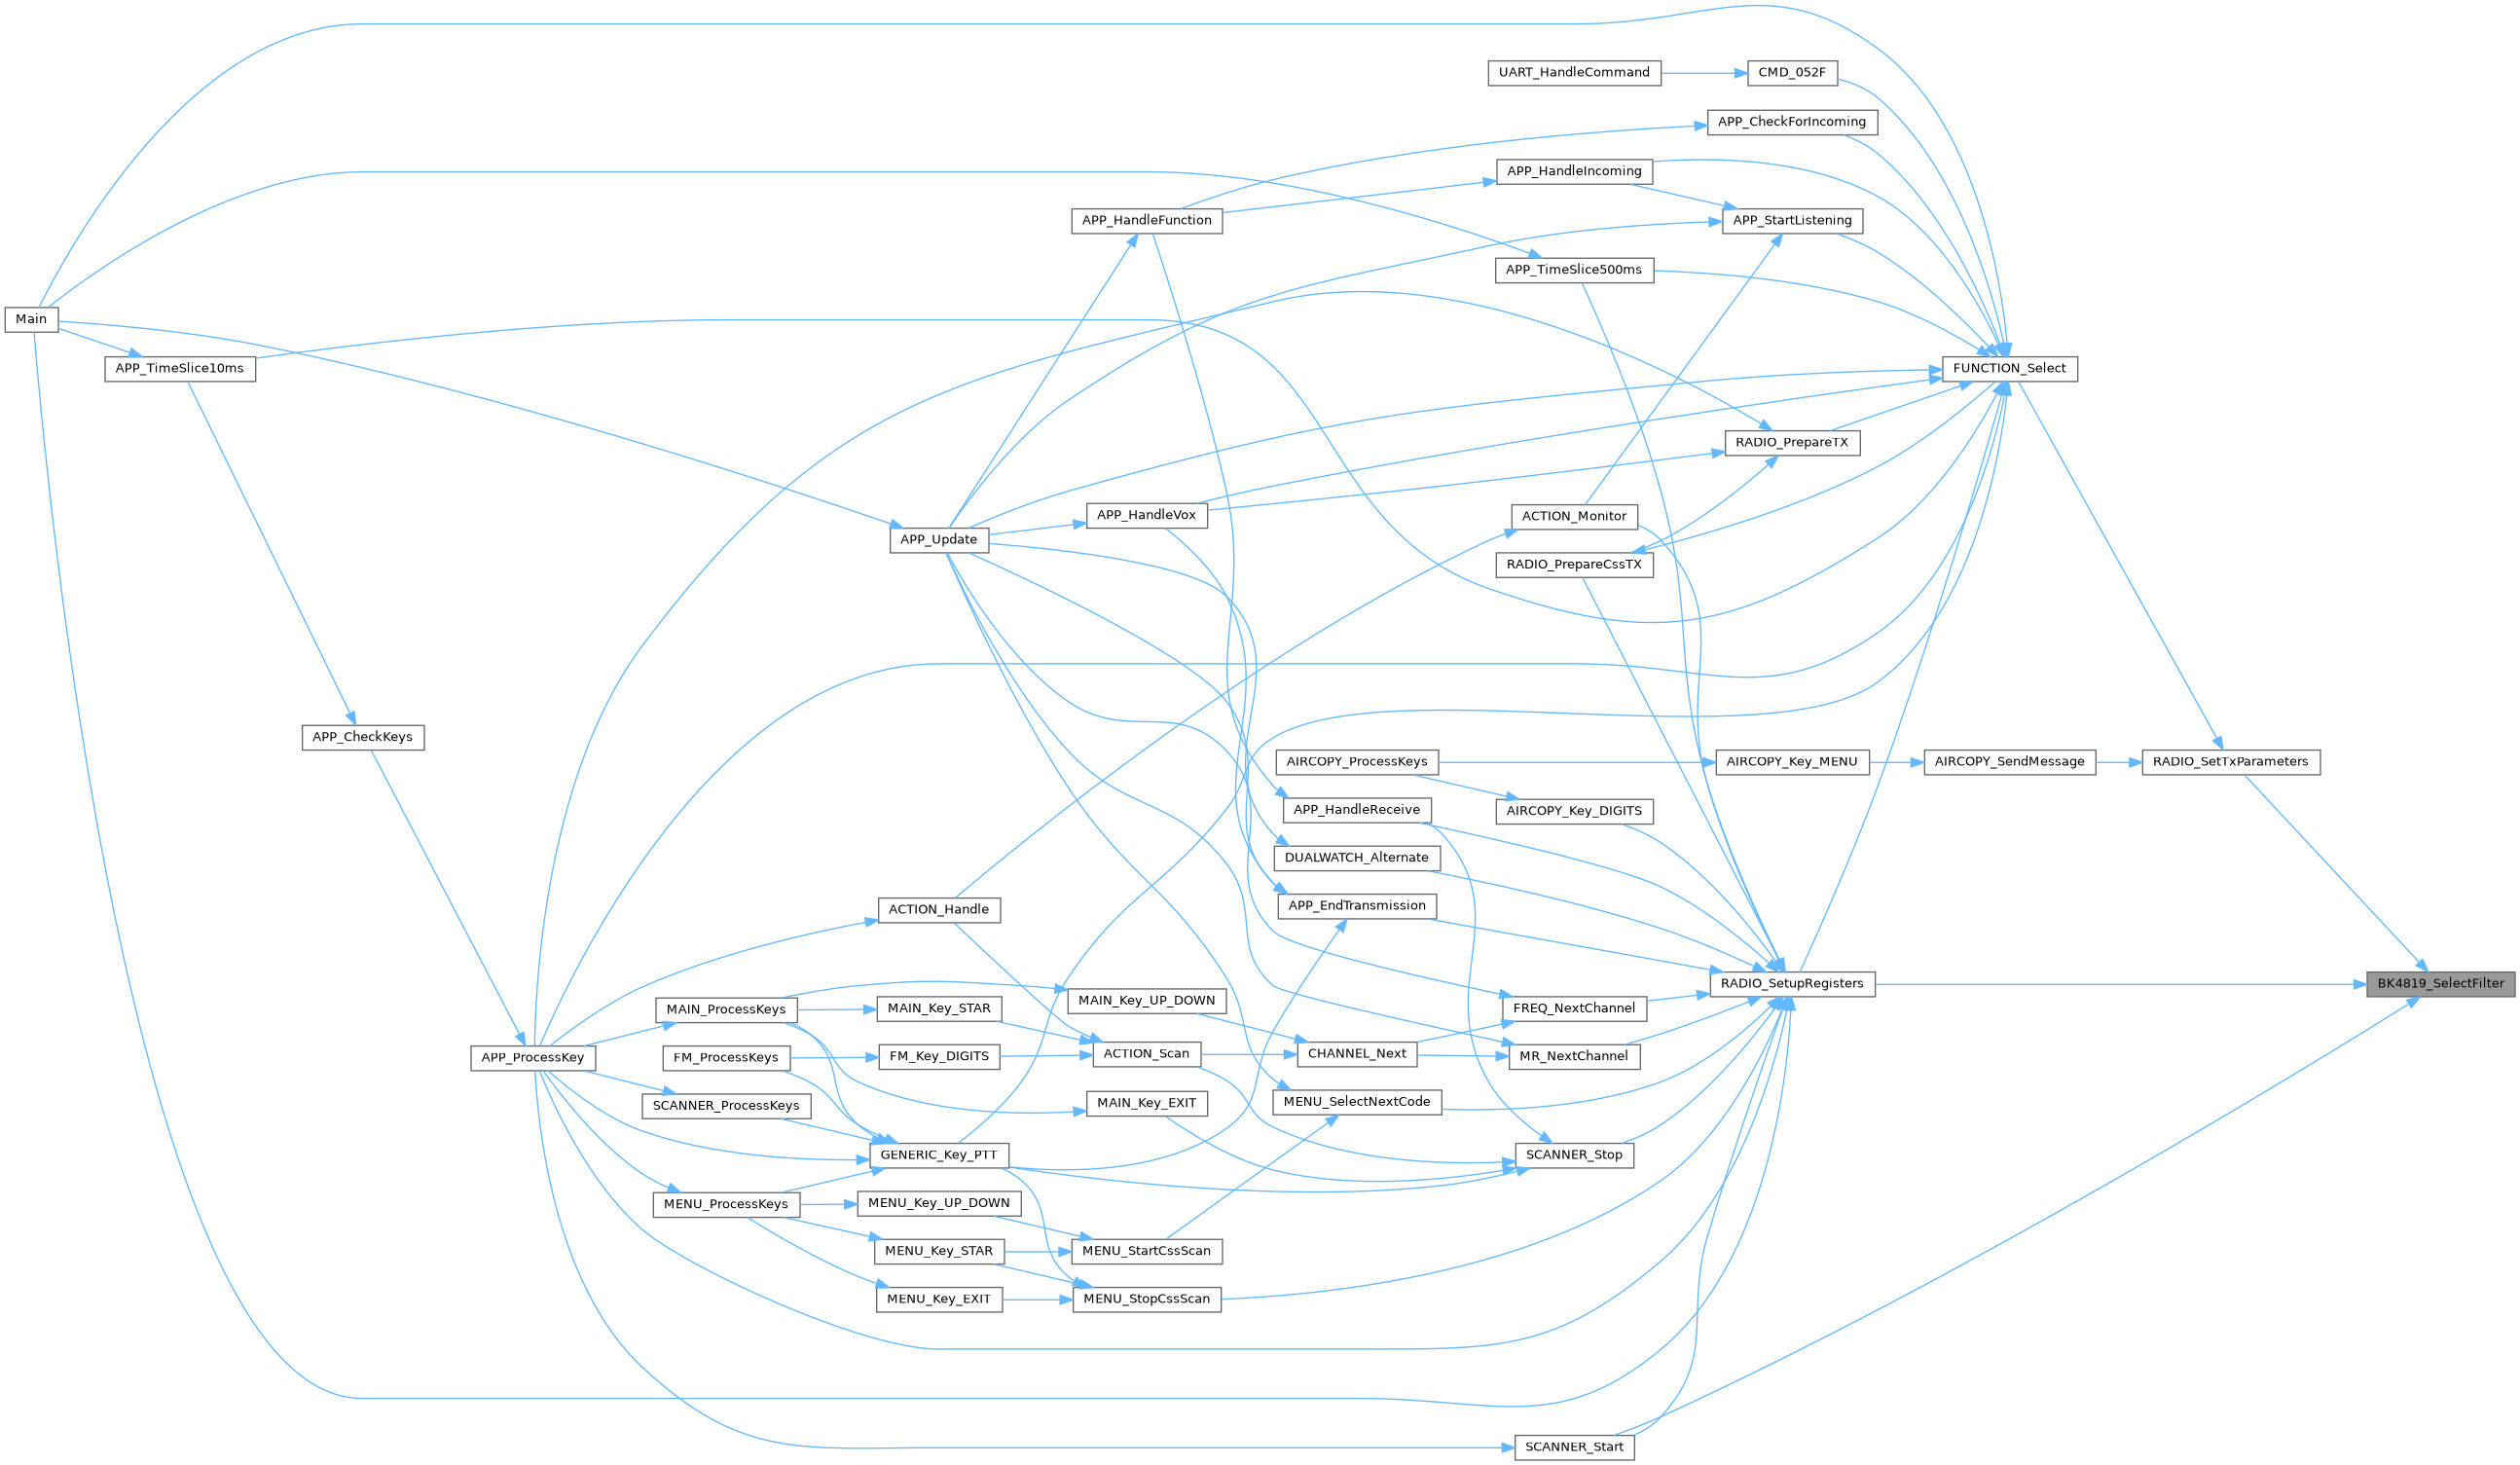 UART_HandleCommand
CMD_052F
APP_CheckForIncoming
APP_HandleIncoming
APP_HandleFunction
APP_StartListening
APP_TimeSlice500ms
Main
APP_TimeSlice10ms
FUNCTION_Select
RADIO_PrepareTX
APP_HandleVox
ACTION_Monitor
APP_Update
RADIO_PrepareCssTX
APP_CheckKeys
AIRCOPY_ProcessKeys
AIRCOPY_Key_MENU
AIRCOPY_SendMessage
RADIO_SetTxParameters
APP_HandleReceive
AIRCOPY_Key_DIGITS
DUALWATCH_Alternate
ACTION_Handle
APP_EndTransmission
RADIO_SetupRegisters
BK4819_SelectFilter
MAIN_ProcessKeys
MAIN_Key_STAR
MAIN_Key_UP_DOWN
FREQ_NextChannel
APP_ProcessKey
FM_ProcessKeys
FM_Key_DIGITS
ACTION_Scan
CHANNEL_Next
MR_NextChannel
SCANNER_ProcessKeys
MAIN_Key_EXIT
MENU_SelectNextCode
GENERIC_Key_PTT
SCANNER_Stop
MENU_ProcessKeys
MENU_Key_UP_DOWN
MENU_Key_STAR
MENU_StartCssScan
MENU_Key_EXIT
MENU_StopCssScan
SCANNER_Start